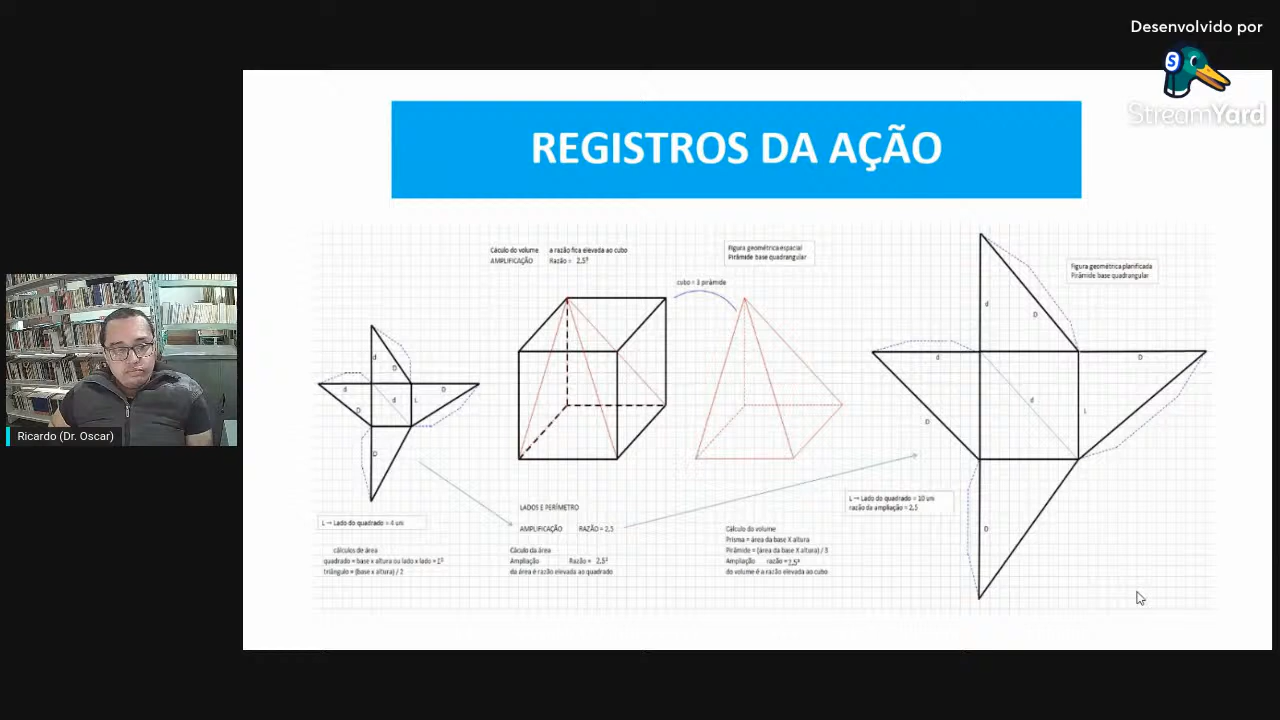 Desenvolvido por
StreamYard
REGISTROS DA AÇÃO
Cáculo do volume a razão fica elevada ao cubo
AMPLIFICAÇÃO Razão = 2,5³
Figura geométrica espacial
Pirâmide base quadrangular
cubo = 3 pirâmide
Figura geométrica planificada
Pirâmide base quadrangular
d
D
d
D
d
L
D
D
d
D
d
D
d
L
D
D
L → Lado do quadrado = 4 uni
LADOS E PERÍMETRO
AMPLIFICAÇÃO RAZÃO = 2,5
L → Lado do quadrado = 10 uni
razão da ampliação = 2,5
cálculos de área
quadrado = base x altura ou lado x lado = L²
triângulo = (base x altura) / 2
Cáculo da área
Ampliação Razão = 2,5²
da área é razão elevada ao quadrado
Cálculo do volume
Prisma = área da base X altura
Pirâmide = (área da base X altura) / 3
Ampliação razão = 2,5³
do volume é a razão elevada ao cubo
Ricardo (Dr. Oscar)